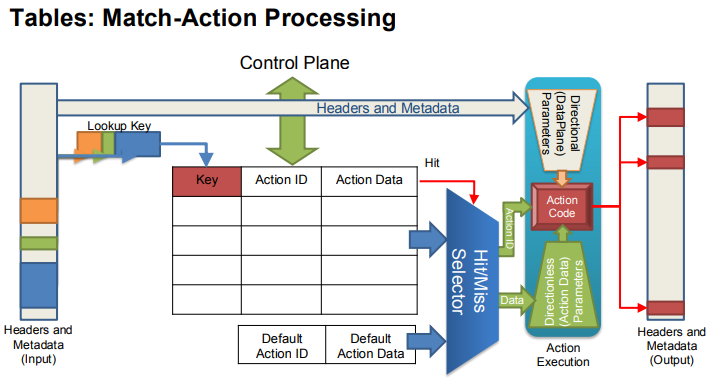 Tables: Match-Action Processing
Control Plane
Headers and Metadata
Lookup Key
Hit
Key
Action ID
Action Data
Default
Action ID
Default
Action Data
Hit/Miss
Selector
Action ID
Data
Directional
(DataPlane)
Parameters
Action
Code
Directionless
(Action Data)
Parameters
Action
Execution
Headers and
Metadata
(Input)
Headers and
Metadata
(Output)